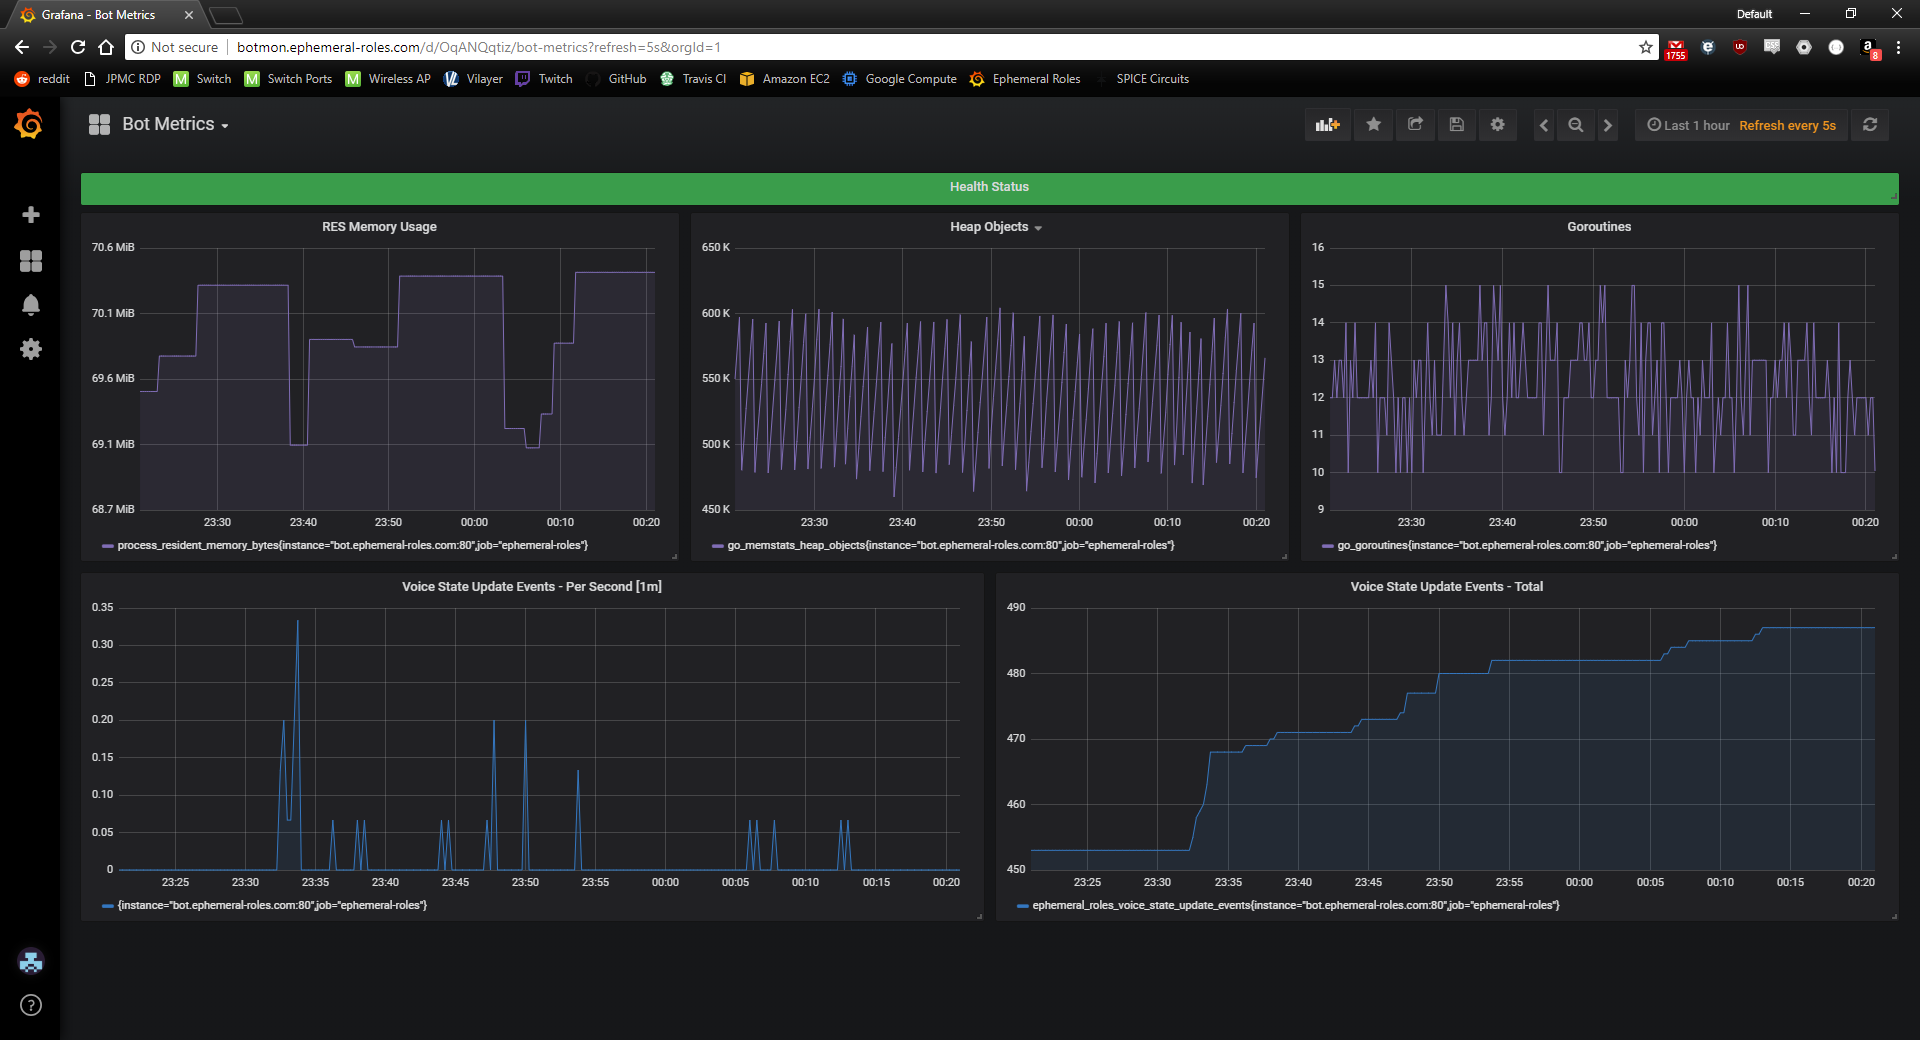 Grafana - Bot Metrics
Default
Not secure botmon.ephemeral-roles.com/d/OqANQqtiz/bot-metrics?refresh=5s&orgId=1
1755
8
reddit JPMC RDP Switch Switch Ports Wireless AP Vilayer Twitch GitHub Travis CI Amazon EC2 Google Compute Ephemeral Roles SPICE Circuits
Bot Metrics
Last 1 hour Refresh every 5s
Health Status
RES Memory Usage
70.6 MiB
70.1 MiB
69.6 MiB
69.1 MiB
68.7 MiB
23:30 23:40 23:50 00:00 00:10 00:20
process_resident_memory_bytes{instance="bot.ephemeral-roles.com:80",job="ephemeral-roles"}
Heap Objects
650 K
600 K
550 K
500 K
450 K
23:30 23:40 23:50 00:00 00:10 00:20
go_memstats_heap_objects{instance="bot.ephemeral-roles.com:80",job="ephemeral-roles"}
Goroutines
16
15
14
13
12
11
10
9
23:30 23:40 23:50 00:00 00:10 00:20
go_goroutines{instance="bot.ephemeral-roles.com:80",job="ephemeral-roles"}
Voice State Update Events - Per Second [1m]
0.35
0.30
0.25
0.20
0.15
0.10
0.05
0
23:25 23:30 23:35 23:40 23:45 23:50 23:55 00:00 00:05 00:10 00:15 00:20
{instance="bot.ephemeral-roles.com:80",job="ephemeral-roles"}
Voice State Update Events - Total
490
480
470
460
450
23:25 23:30 23:35 23:40 23:45 23:50 23:55 00:00 00:05 00:10 00:15 00:20
ephemeral_roles_voice_state_update_events{instance="bot.ephemeral-roles.com:80",job="ephemeral-roles"}